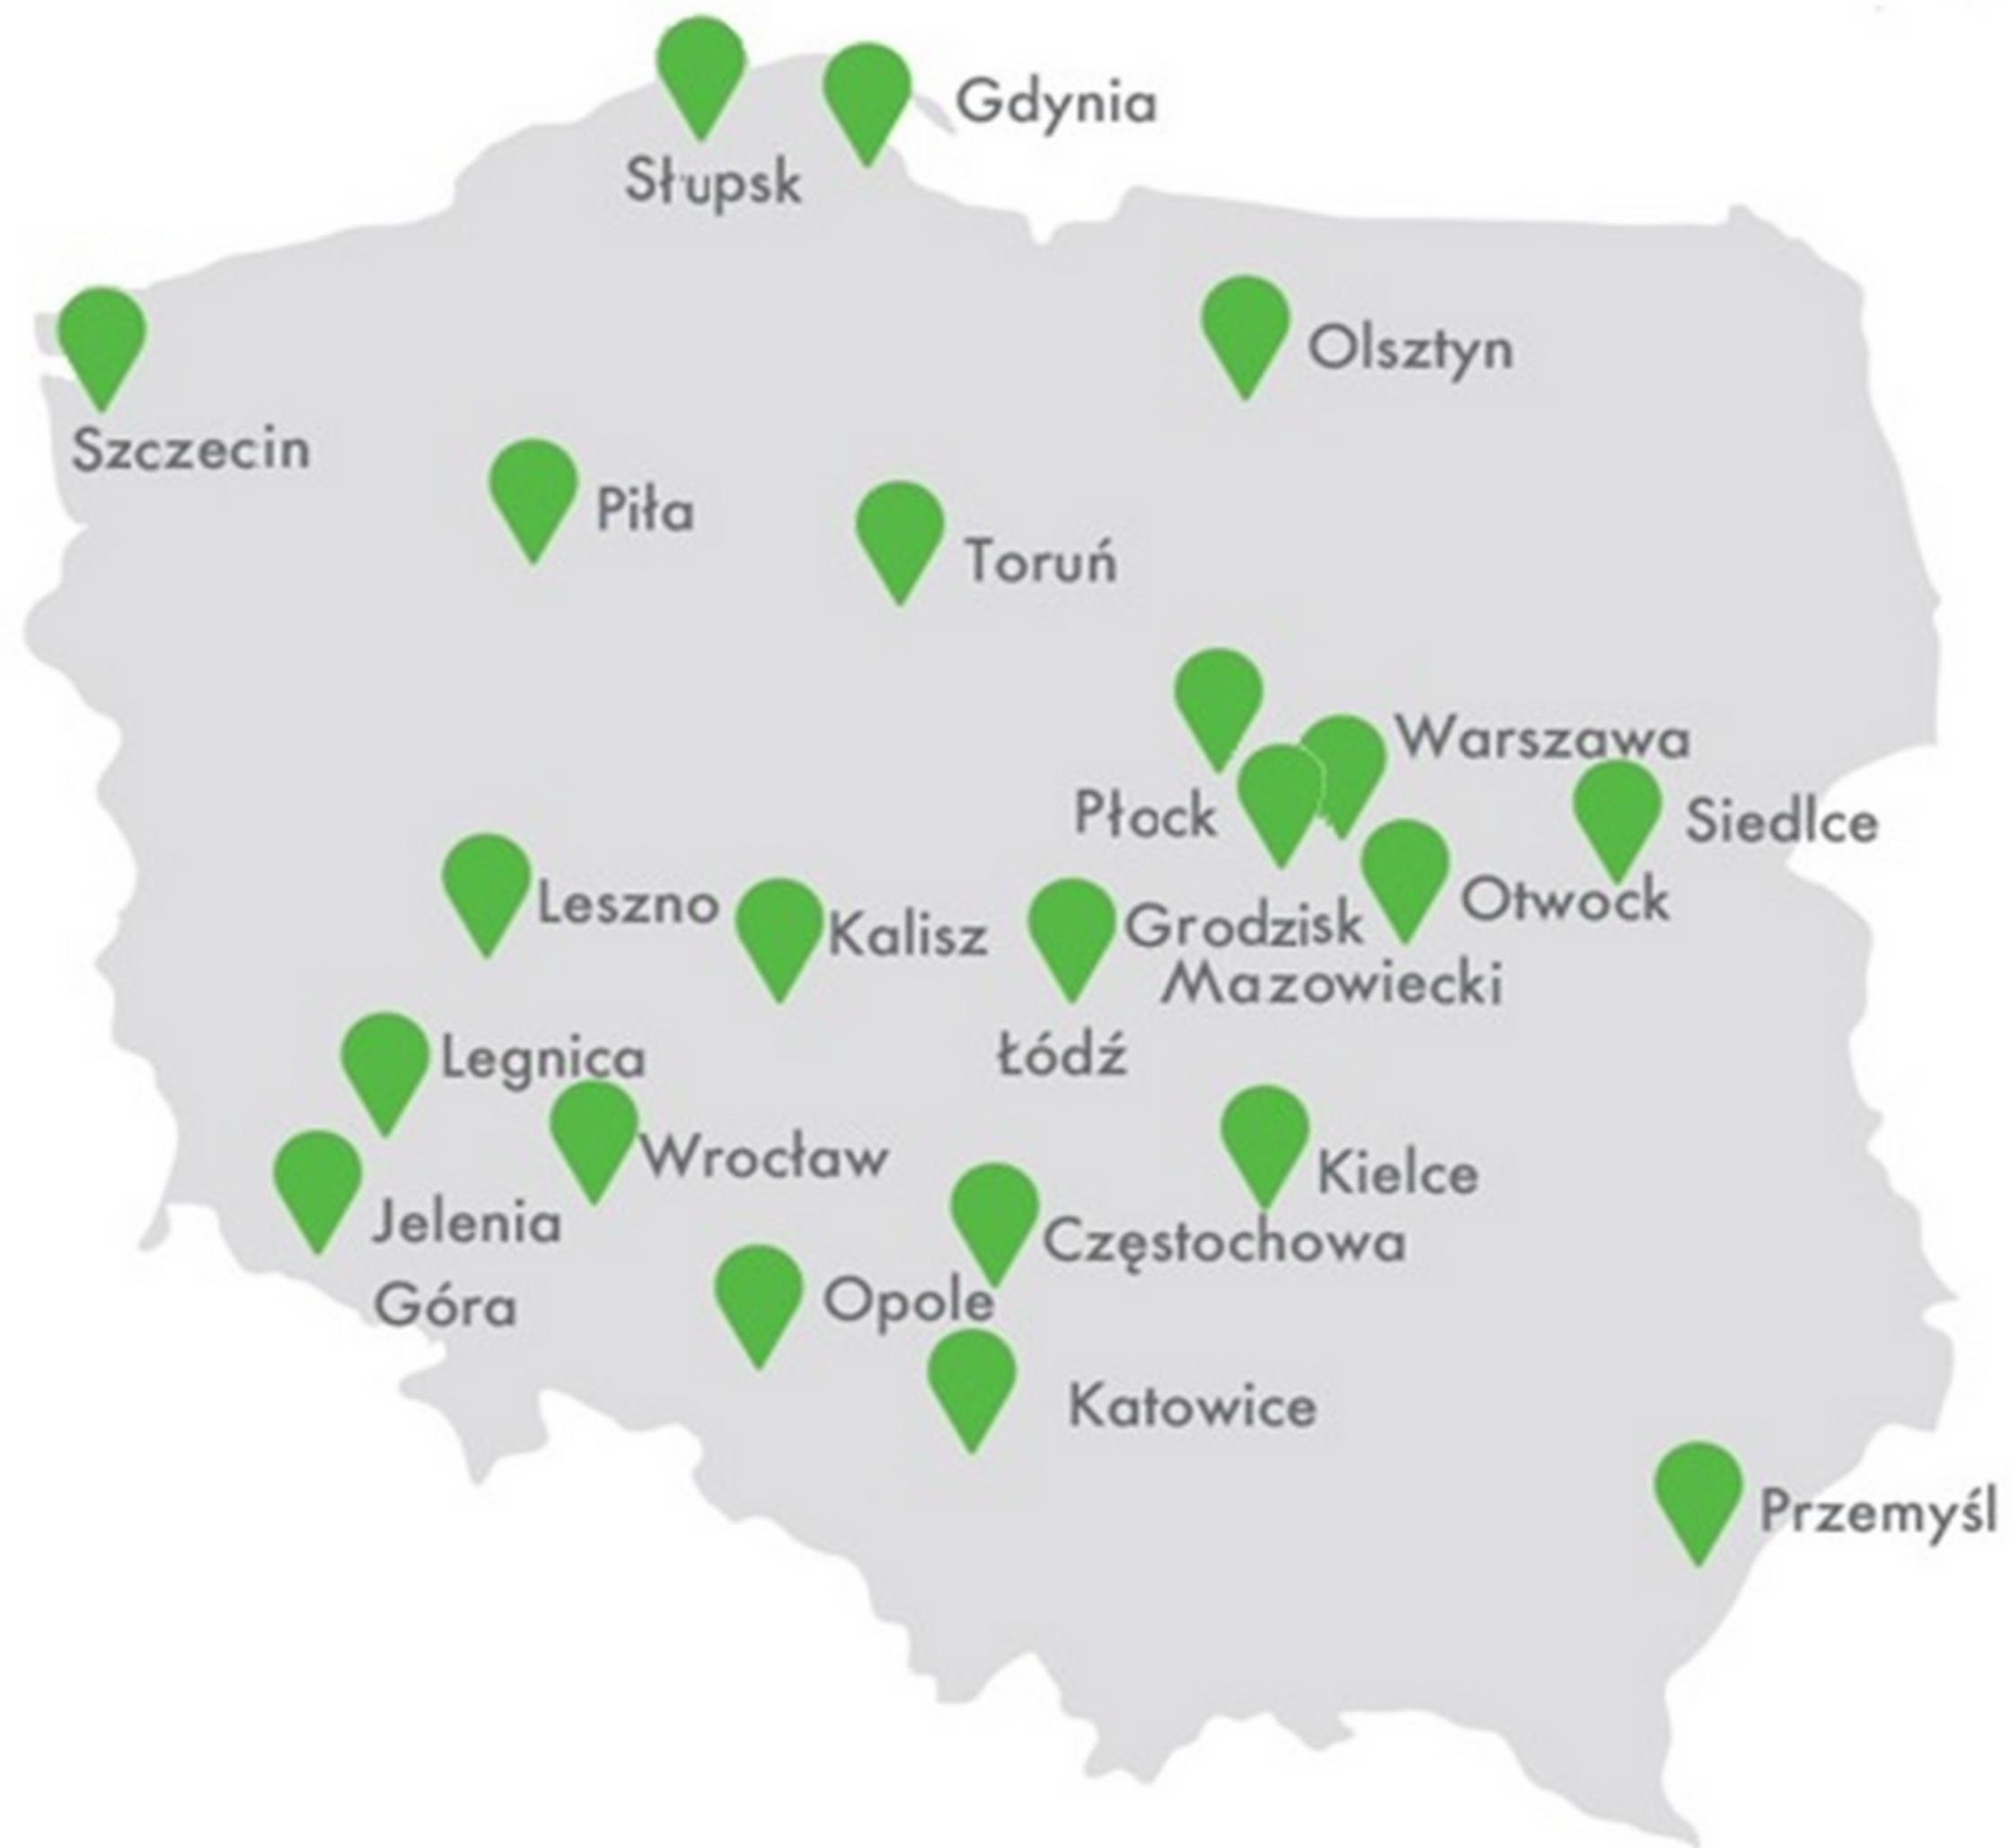 Gdynia
Słupsk
Olsztyn
Szczecin
Piła
Toruń
Warszawa
Płock
Siedlce
Leszno
Kalisz
Grodzisk
Mazowiecki
Otwock
Łódź
Legnica
Wrocław
Kielce
Jelenia
Góra
Częstochowa
Opole
Katowice
Przemyśl